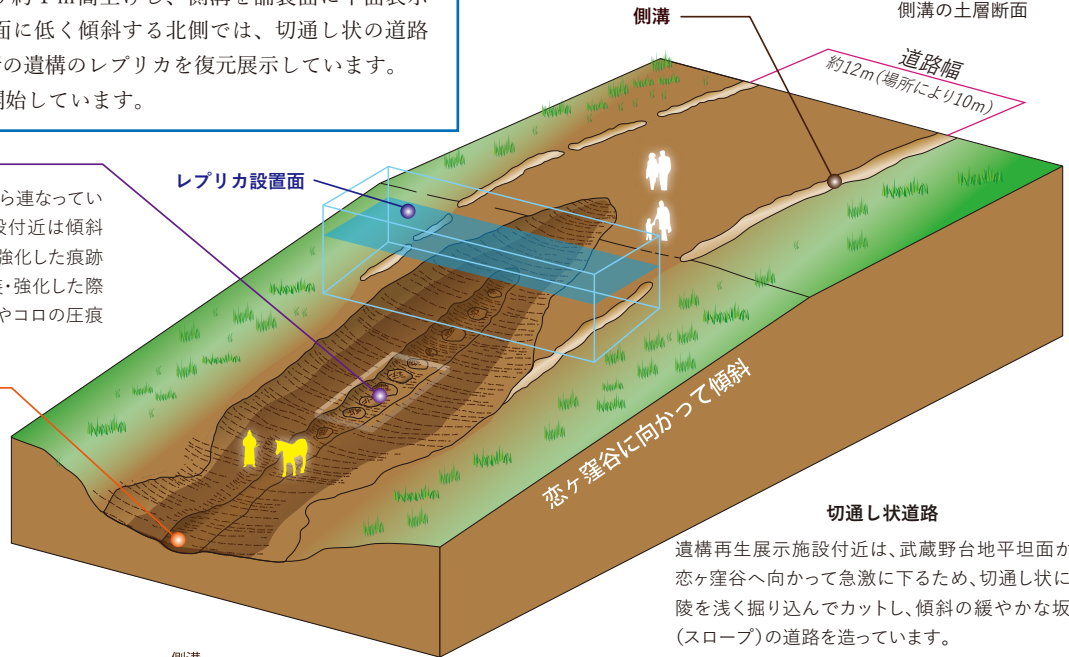 面に低く傾斜する北側では、切通し状の道路
の遺構のレプリカを復元展示しています。
開始しています。
側溝
側溝の土層断面
道路幅
約12m（場所により10m）
レプリカ設置面
ら連なってい
設付近は傾斜
強化した痕跡
・強化した際
やコロの圧痕
恋ヶ窪谷に向かって傾斜
切通し状道路
遺構再生展示施設付近は、武蔵野台地平坦面か
恋ヶ窪谷へ向かって急激に下るため、切通し状に
陵を浅く掘り込んでカットし、傾斜の緩やかな坂
（スロープ）の道路を造っています。
側溝